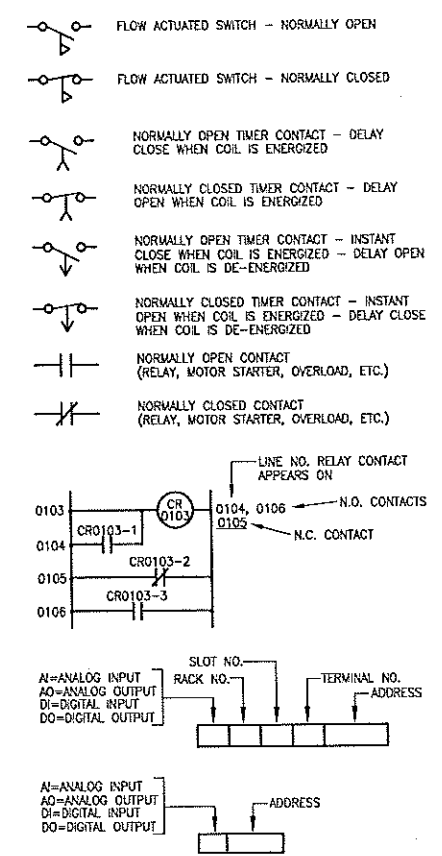 FLOW ACTUATED SWITCH – NORMALLY OPEN
FLOW ACTUATED SWITCH – NORMALLY CLOSED
NORMALLY OPEN TIMER CONTACT – DELAY
CLOSE WHEN COIL IS ENERGIZED
NORMALLY CLOSED TIMER CONTACT – DELAY
OPEN WHEN COIL IS ENERGIZED
NORMALLY OPEN TIMER CONTACT – INSTANT
CLOSE WHEN COIL IS ENERGIZED – DELAY OPEN
WHEN COIL IS DE-ENERGIZED
NORMALLY CLOSED TIMER CONTACT – INSTANT
OPEN WHEN COIL IS ENERGIZED – DELAY CLOSE
WHEN COIL IS DE-ENERGIZED
NORMALLY OPEN CONTACT
(RELAY, MOTOR STARTER, OVERLOAD, ETC.)
NORMALLY CLOSED CONTACT
(RELAY, MOTOR STARTER, OVERLOAD, ETC.)
LINE NO. RELAY CONTACT
APPEARS ON
0103
CR
0103
0104, 0106
N.O. CONTACTS
0105
N.C. CONTACT
CR0103-1
0104
CR0103-2
0105
CR0103-3
0106
SLOT NO.
RACK NO.
TERMINAL NO.
ADDRESS
AI=ANALOG INPUT
AO=ANALOG OUTPUT
DI=DIGITAL INPUT
DO=DIGITAL OUTPUT
AI=ANALOG INPUT
AO=ANALOG OUTPUT
DI=DIGITAL INPUT
DO=DIGITAL OUTPUT
ADDRESS